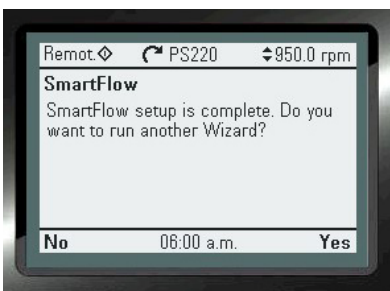 Remot. PS220 950.0 rpm
SmartFlow
SmartFlow setup is complete. Do you
want to run another Wizard?
No 06:00 a.m. Yes